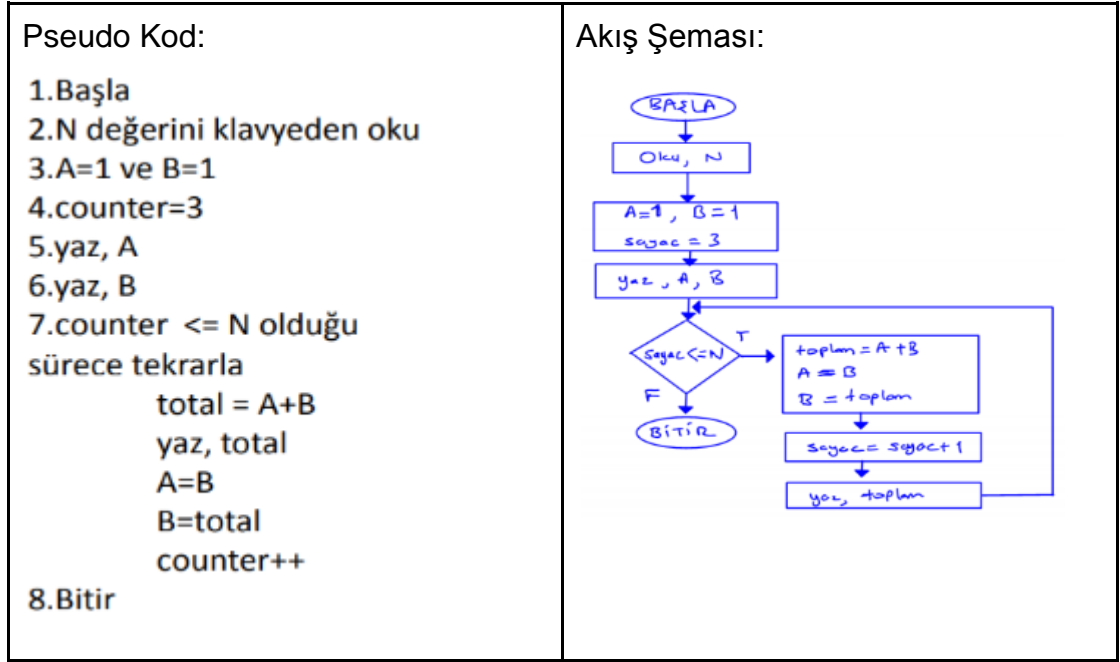 Pseudo Kod:
1.Başla
2.N değerini klavyeden oku
3.A=1 ve B=1
4.counter=3
5.yaz, A
6.yaz, B
7.counter <= N olduğu
sürece tekrarla
total = A+B
yaz, total
A=B
B=total
counter++
8.Bitir
Akış Şeması:
BAŞLA
Oku, N
A=1, B=1
sayac = 3
yaz, A, B
sayac<=N
T
F
BİTİR
toplam = A+B
A = B
B = toplam
sayac = sayac+1
yaz, toplam